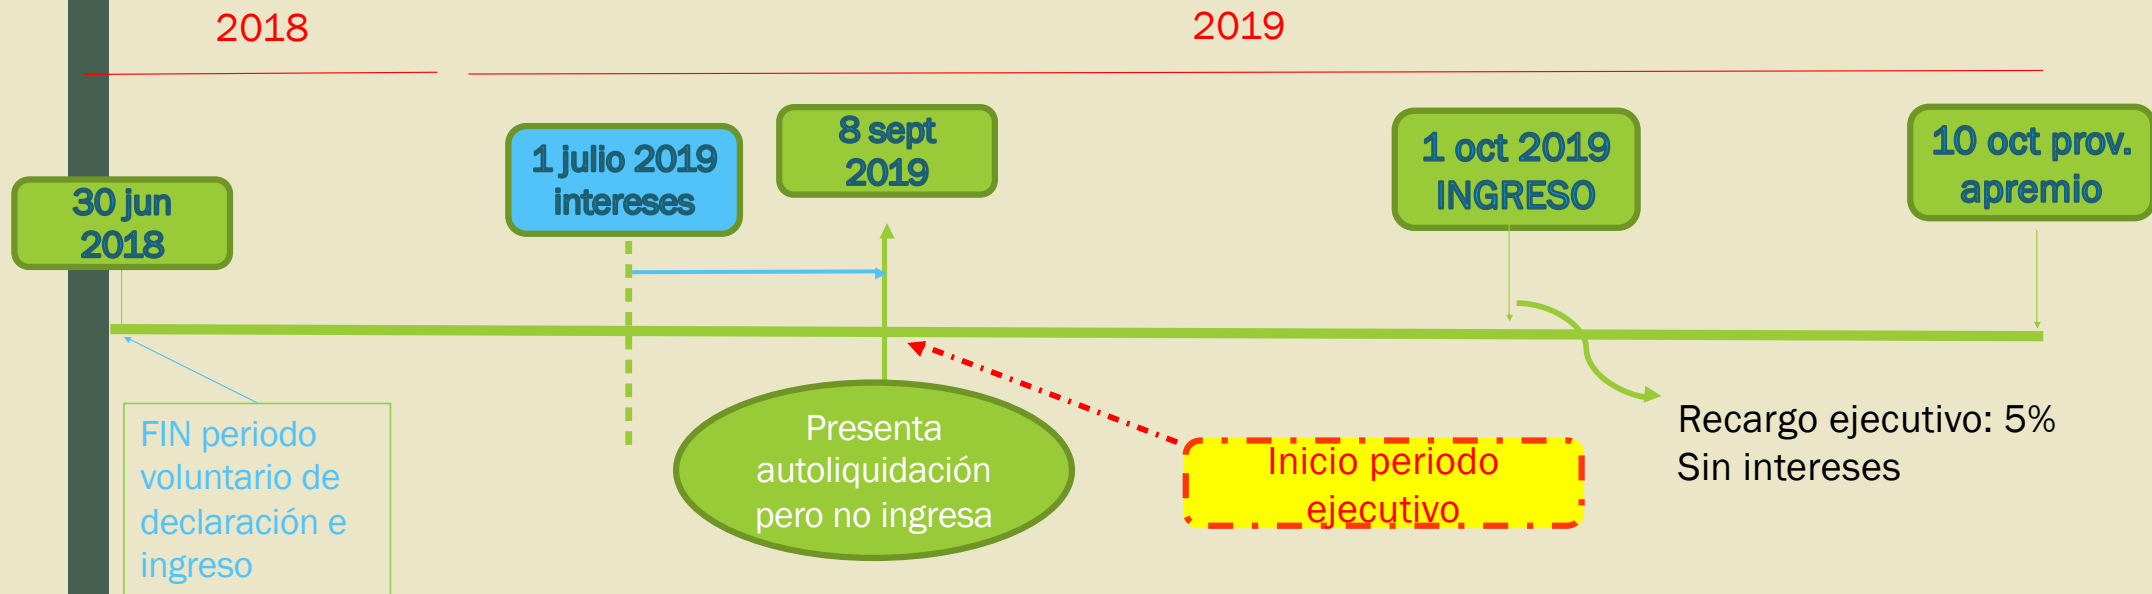 2018
2019
30 jun
2018
1 julio 2019
intereses
8 sept
2019
1 oct 2019
INGRESO
10 oct prov.
apremio
FIN periodo
voluntario de
declaración e
ingreso
Presenta
autoliquidación
pero no ingresa
Inicio periodo
ejecutivo
Recargo ejecutivo: 5%
Sin intereses